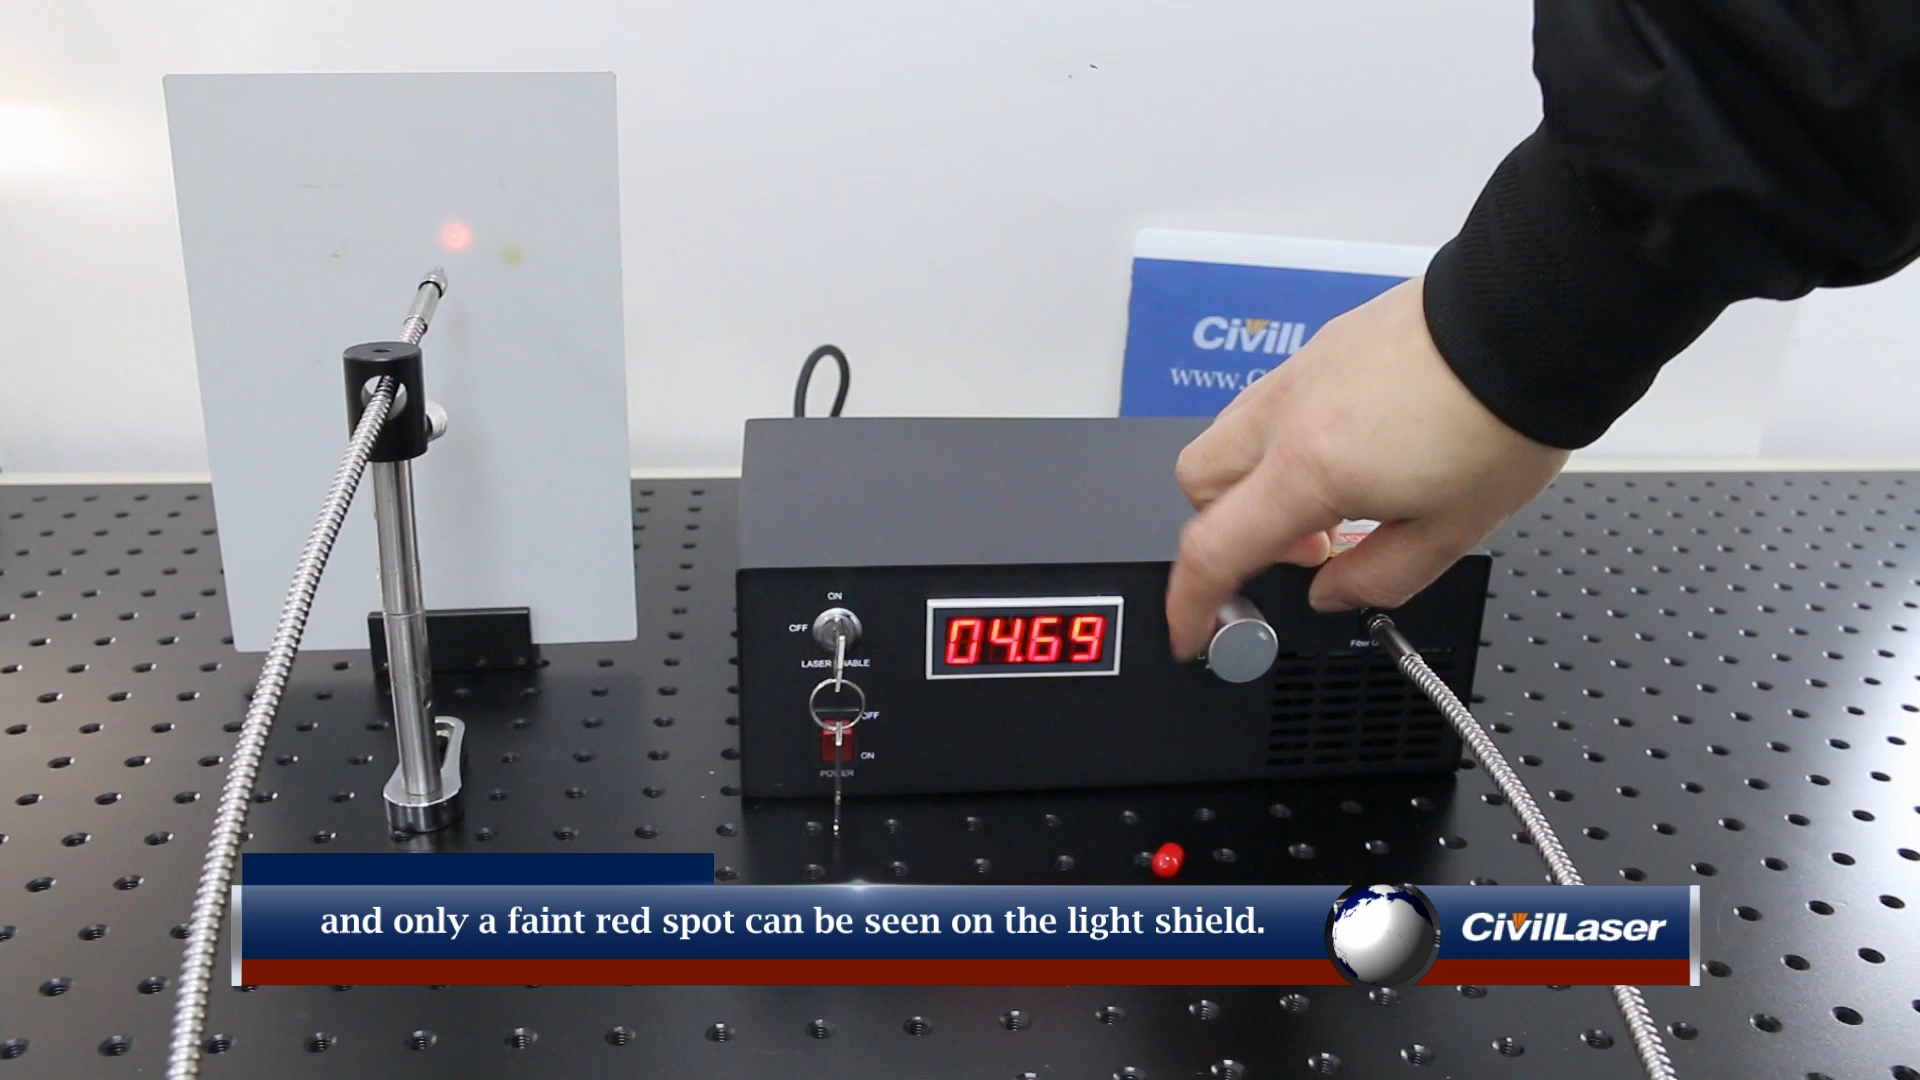 CivilL
www.C
ON
OFF
LASER ENABLE
04.69
OFF
ON
POWER
Fiber
and only a faint red spot can be seen on the light shield.
CivilLaser